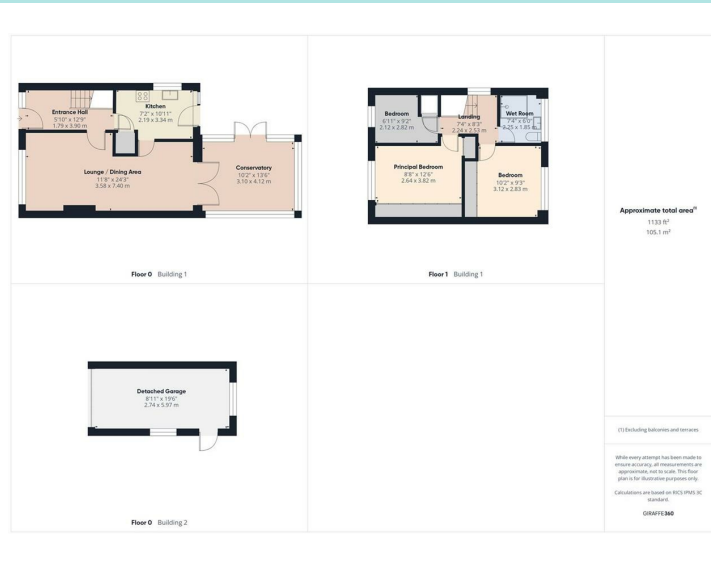 Entrance Hall
5'10" x 12'9"
1.79 x 3.90 m
Kitchen
7'2" x 10'11"
2.19 x 3.34 m
Lounge / Dining Area
11'8" x 24'3"
3.58 x 7.40 m
Conservatory
10'2" x 13'6"
3.10 x 4.12 m
Floor 0 Building 1
Bedroom
6'11" x 9'2"
2.12 x 2.82 m
Landing
7'4" x 8'3"
2.24 x 2.53 m
Wet Room
7'4" x 6'0"
2.25 x 1.85 m
Principal Bedroom
8'8" x 12'6"
2.64 x 3.82 m
Bedroom
10'2" x 9'3"
3.12 x 2.83 m
Floor 1 Building 1
Detached Garage
8'11" x 19'6"
2.74 x 5.97 m
Floor 0 Building 2
Approximate total area(1)
1133 ft²
105.1 m²
(1) Excluding balconies and terraces
While every attempt has been made to
ensure accuracy, all measurements are
approximate, not to scale. This floor
plan is for illustrative purposes only.
Calculations are based on RICS IPMS 3C
standard.
GIRAFFE360